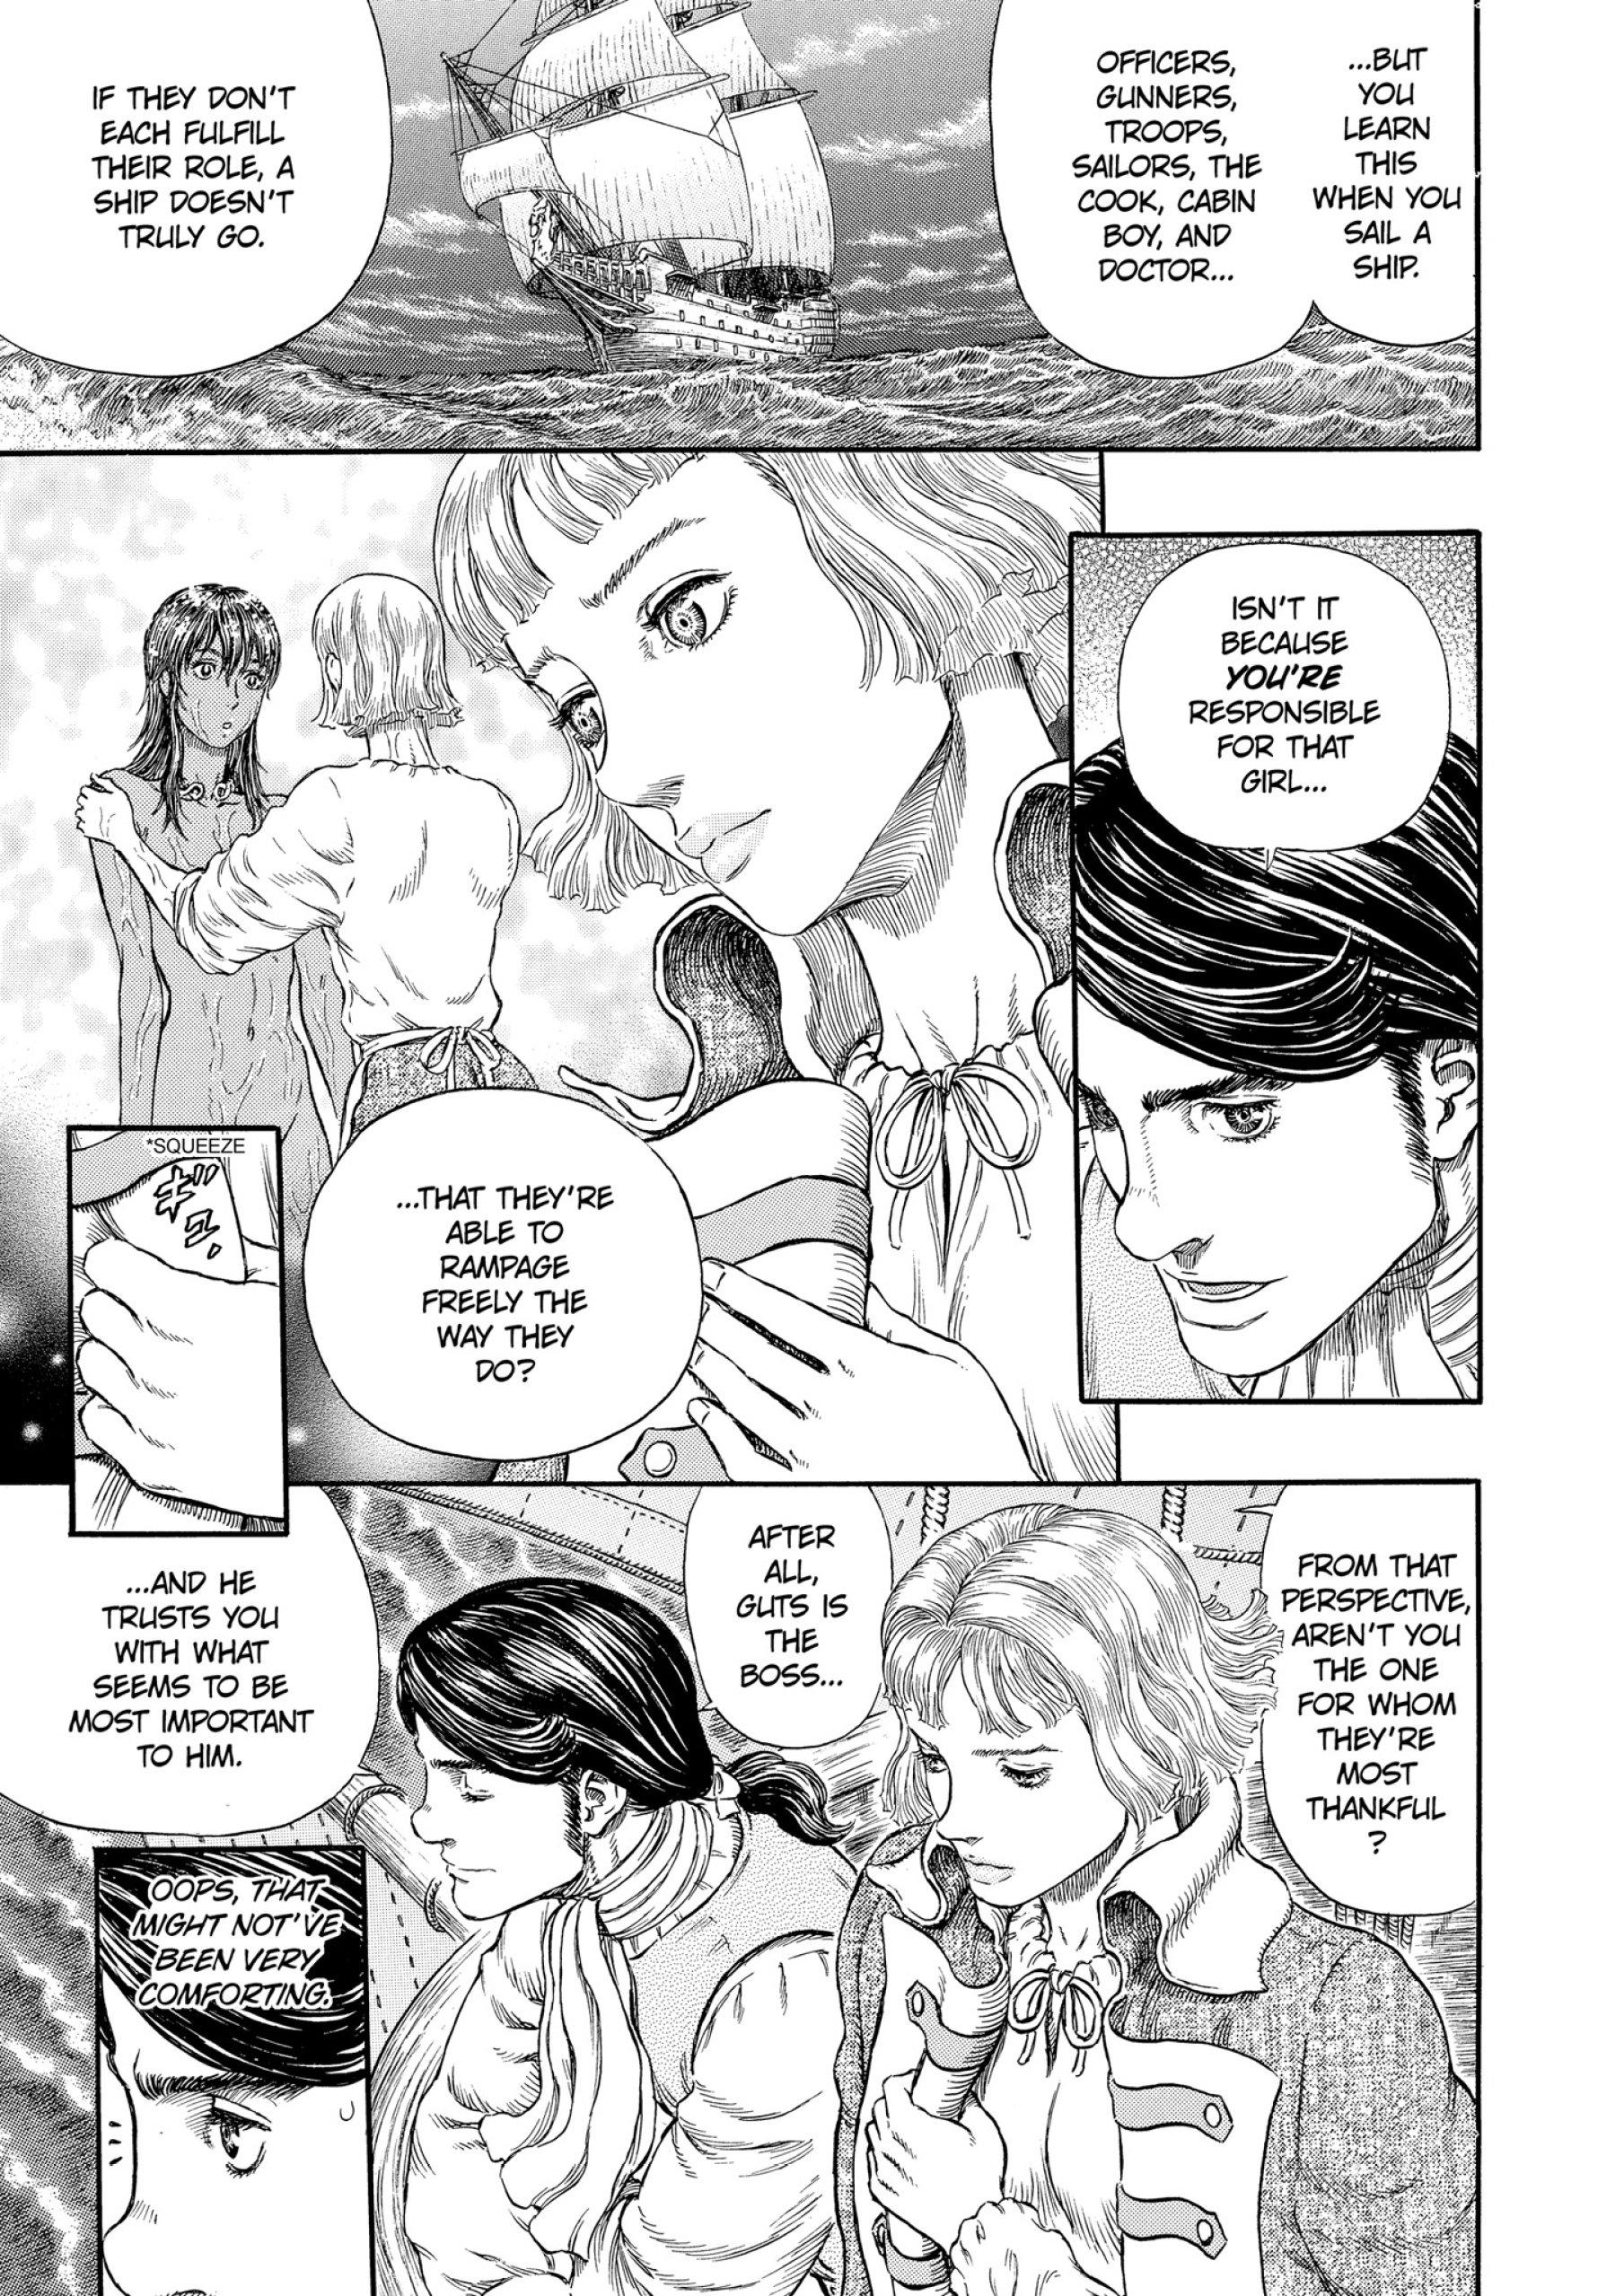 ...BUT
YOU
LEARN
THIS
WHEN YOU
SAIL A
SHIP.
OFFICERS,
GUNNERS,
TROOPS,
SAILORS, THE
COOK, CABIN
BOY, AND
DOCTOR...
IF THEY DON'T
EACH FULFILL
THEIR ROLE, A
SHIP DOESN'T
TRULY GO.
ISN'T IT
BECAUSE
YOU'RE
RESPONSIBLE
FOR THAT
GIRL...
...THAT THEY'RE
ABLE TO
RAMPAGE
FREELY THE
WAY THEY
DO?
*SQUEEZE
ギュ
FROM THAT
PERSPECTIVE,
AREN'T YOU
THE ONE
FOR WHOM
THEY'RE
MOST
THANKFUL
?
AFTER
ALL,
GUTS IS
THE
BOSS...
...AND HE
TRUSTS YOU
WITH WHAT
SEEMS TO BE
MOST IMPORTANT
TO HIM.
OOPS, THAT
MIGHT NOT'VE
BEEN VERY
COMFORTING.